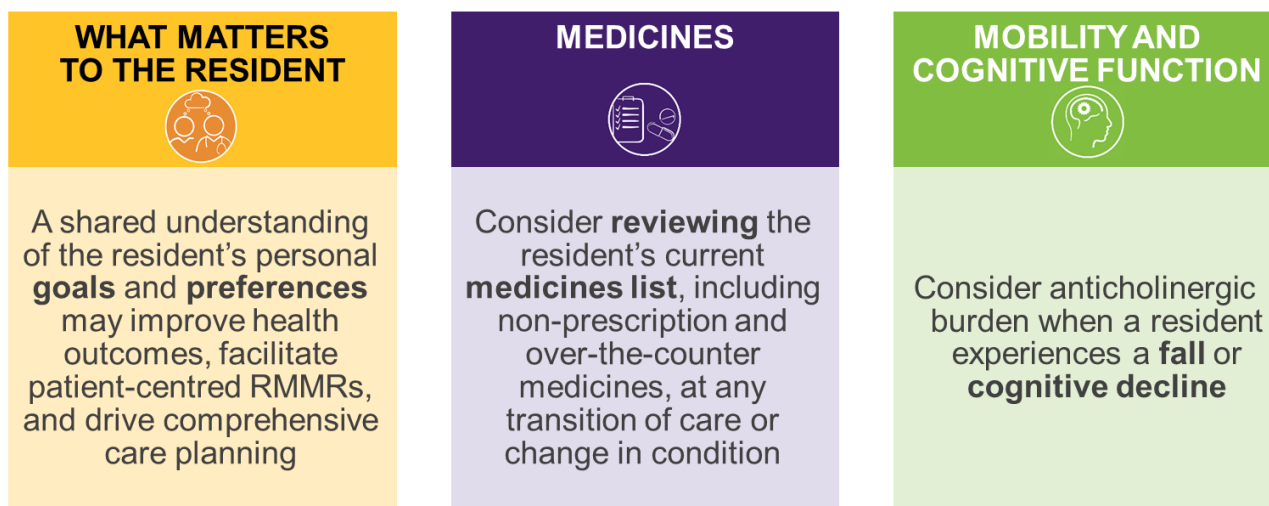 WHAT MATTERS
TO THE RESIDENT
A shared understanding
of the resident’s personal
goals and preferences
may improve health
outcomes, facilitate
patient-centred RMMRs,
and drive comprehensive
care planning
MEDICINES
Consider reviewing the
resident’s current
medicines list, including
non-prescription and
over-the-counter
medicines, at any
transition of care or
change in condition
MOBILITY AND
COGNITIVE FUNCTION
Consider anticholinergic
burden when a resident
experiences a fall or
cognitive decline